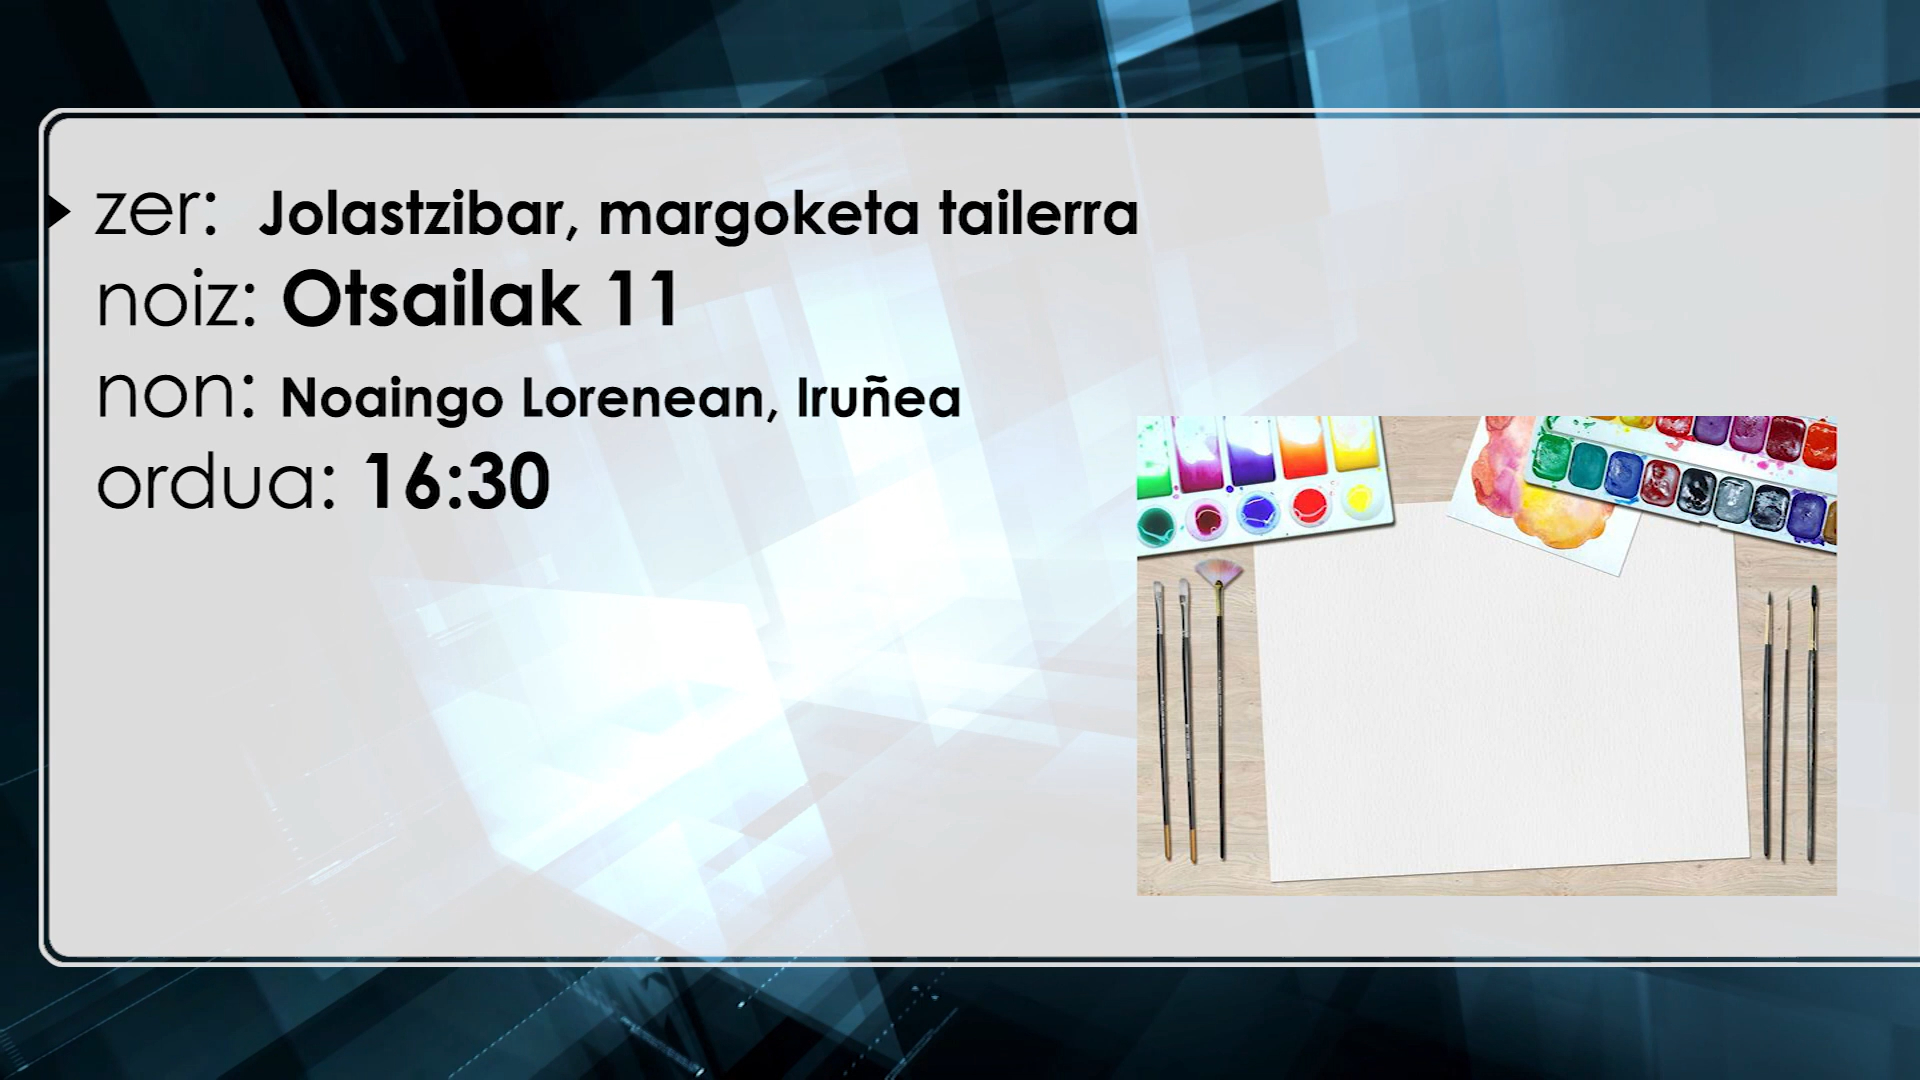 zer: Jolastzibar, margoketa tailerra
noiz: Otsailak 11
non: Noaingo Lorenean, Iruñea
ordua: 16:30